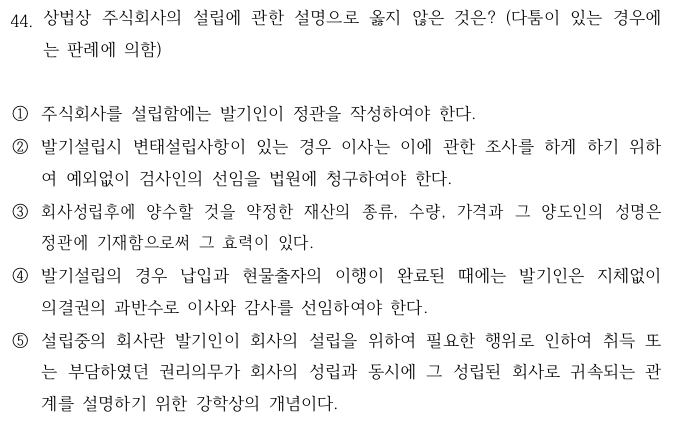 44. 상법상 주식회사의 설립에 관한 설명으로 옳지 않은 것은? (다툼이 있는 경우에
는 판례에 의함)
① 주식회사를 설립함에는 발기인이 정관을 작성하여야 한다.
② 발기설립시 변태설립사항이 있는 경우 이사는 이에 관한 조사를 하게 하기 위하
여 예외없이 검사인의 선임을 법원에 청구하여야 한다.
③ 회사성립후에 양수할 것을 약정한 재산의 종류, 수량, 가격과 그 양도인의 성명은
정관에 기재함으로써 그 효력이 있다.
④ 발기설립의 경우 납입과 현물출자의 이행이 완료된 때에는 발기인은 지체없이
의결권의 과반수로 이사와 감사를 선임하여야 한다.
⑤ 설립중의 회사란 발기인이 회사의 설립을 위하여 필요한 행위로 인하여 취득 또
는 부담하였던 권리의무가 회사의 성립과 동시에 그 성립된 회사로 귀속되는 관
계를 설명하기 위한 강학상의 개념이다.